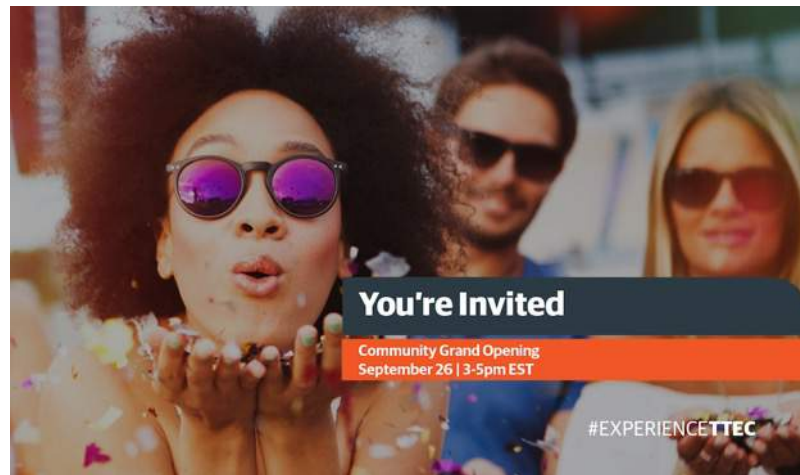 You're Invited
Community Grand Opening
September 26 | 3-5pm EST
#EXPERIENCETTEC